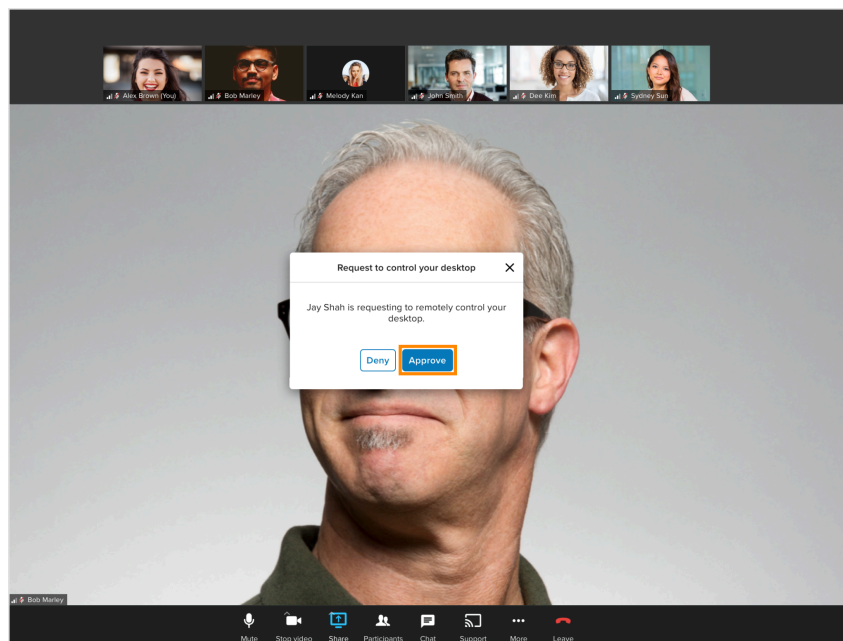 Alex Brown (You)
Bob Marley
Melody Kan
John Smith
Dee Kim
Sydney Sun
Request to control your desktop
Jay Shah is requesting to remotely control your
desktop.
Deny
Approve
Bob Marley
Mute
Stop video
Share
Participants
Chat
Support
More
Leave